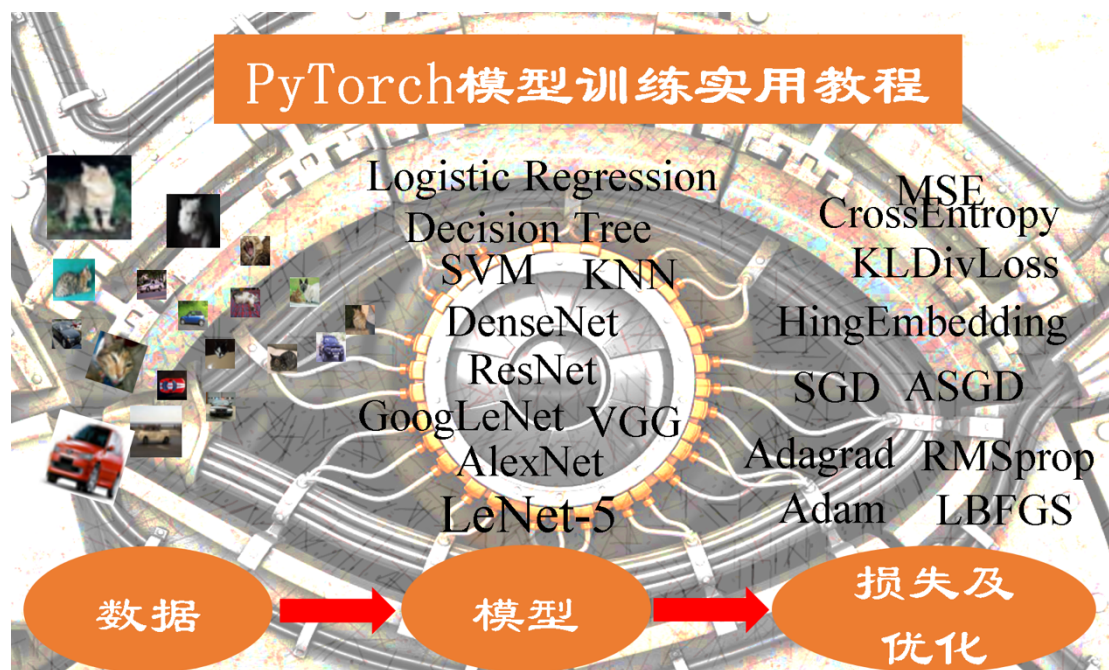 PyTorch模型训练实用教程
Logistic Regression
Decision Tree
SVM KNN
DenseNet
ResNet
GoogLeNet VGG
AlexNet
LeNet-5
MSE
CrossEntropy
KLDivLoss
HingEmbedding
SGD ASGD
Adagrad RMSprop
Adam LBFGS
数据
模型
损失及
优化